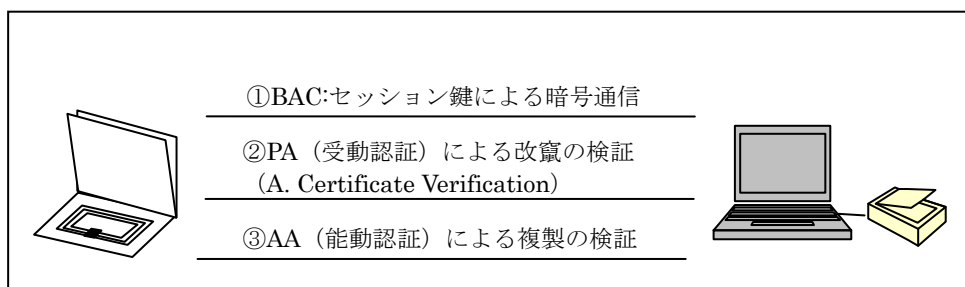 ①BAC:セッション鍵による暗号通信
②PA（受動認証）による改竄の検証
（A. Certificate Verification）
③AA（能動認証）による複製の検証